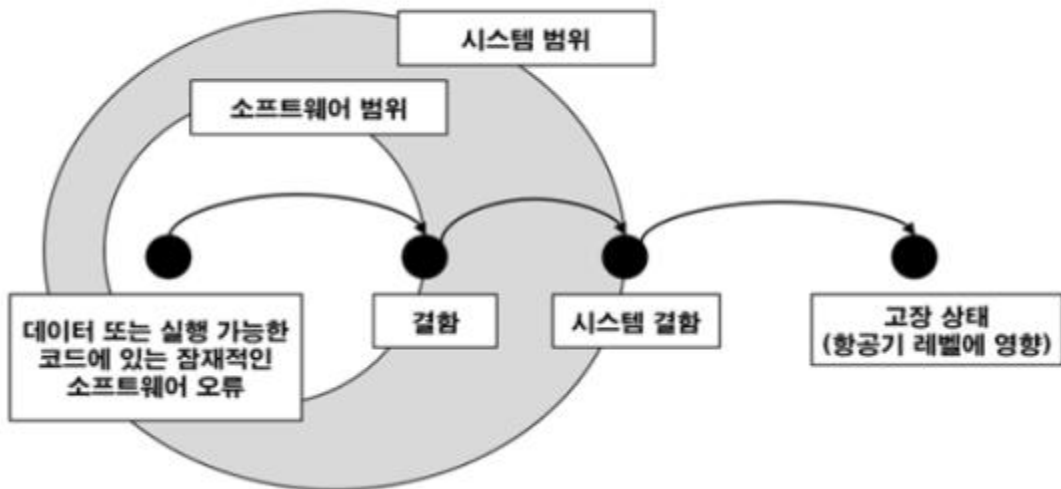 시스템 범위
소프트웨어 범위
데이터 또는 실행 가능한
코드에 있는 잠재적인
소프트웨어 오류
결함
시스템 결함
고장 상태
(항공기 레벨에 영향)